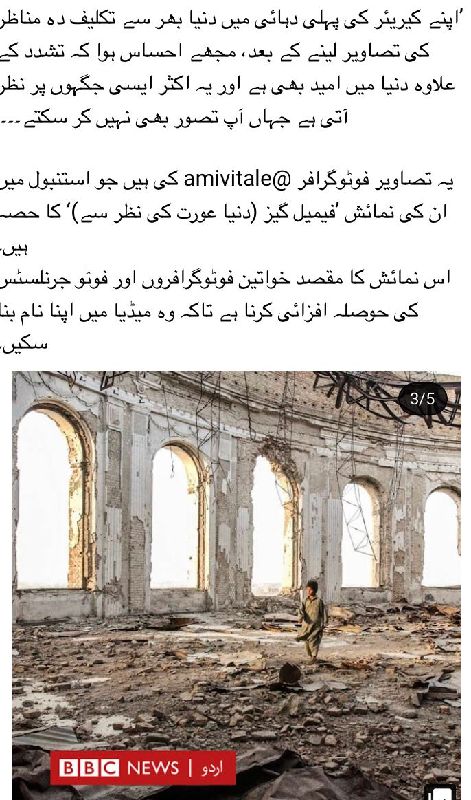 ’اپنے کیریئر کی پہلی دہائی میں دنیا بھر سے تکلیف دہ مناظر
کی تصاویر لینے کے بعد، مجھے احساس ہوا کہ تشدد کے
علاوہ دنیا میں امید بھی ہے اور یہ اکثر ایسی جگہوں پر نظر
آتی ہے جہاں آپ تصور بھی نہیں کر سکتے۔۔۔
یہ تصاویر فوٹوگرافر @amivitale کی ہیں جو استنبول میں
ان کی نمائش ’فیمیل گیز (دنیا عورت کی نظر سے)‘ کا حصہ
ہیں۔
اس نمائش کا مقصد خواتین فوٹوگرافروں اور فوٹو جرنلسٹس
کی حوصلہ افزائی کرنا ہے تاکہ وہ میڈیا میں اپنا نام بنا
سکیں۔
3/5
BBC NEWS | اردو